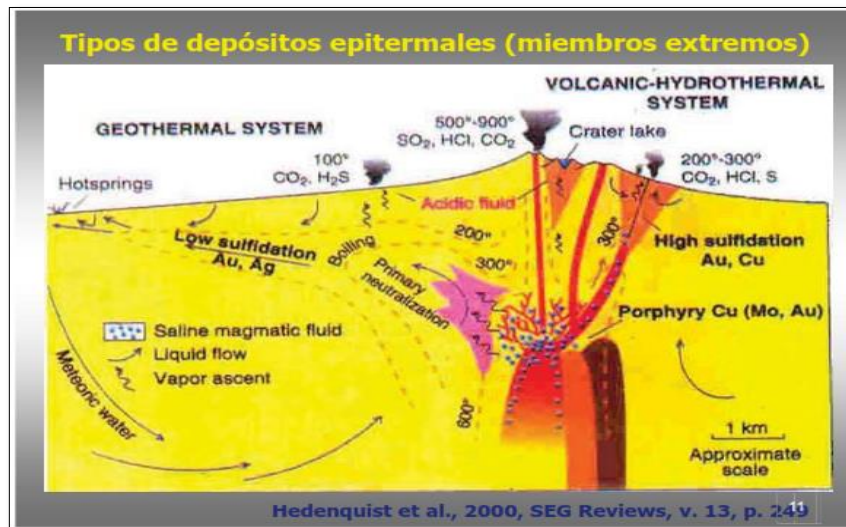 Tipos de depósitos epitermales (miembros extremos)
VOLCANIC-HYDROTHERMAL
SYSTEM
GEOTHERMAL SYSTEM
500°-900°
SO₂, HCl, CO₂
Crater lake
100°
CO₂, H₂S
200°-300°
CO₂, HCl, S
Hotsprings
Acidic fluid
Low sulfidation
Au, Ag
Boiling
200°
300°
Primary
neutralization
300°
High sulfidation
Au, Cu
Porphyry Cu (Mo, Au)
Saline magmatic fluid
Liquid flow
Vapor ascent
Meteoric water
600°
1 km
Approximate
scale
Hedenquist et al., 2000, SEG Reviews, v. 13, p. 249
11